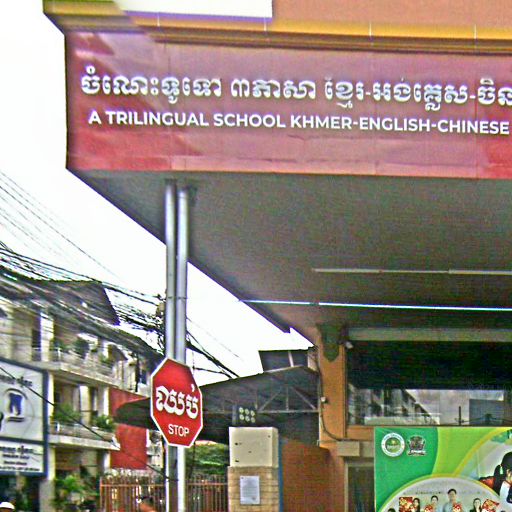 ចំណេះទូទៅ ៣ភាសា ខ្មែរ-អង់គ្លេស-ចិន
A TRILINGUAL SCHOOL KHMER-ENGLISH-CHINESE
ឈប់
STOP